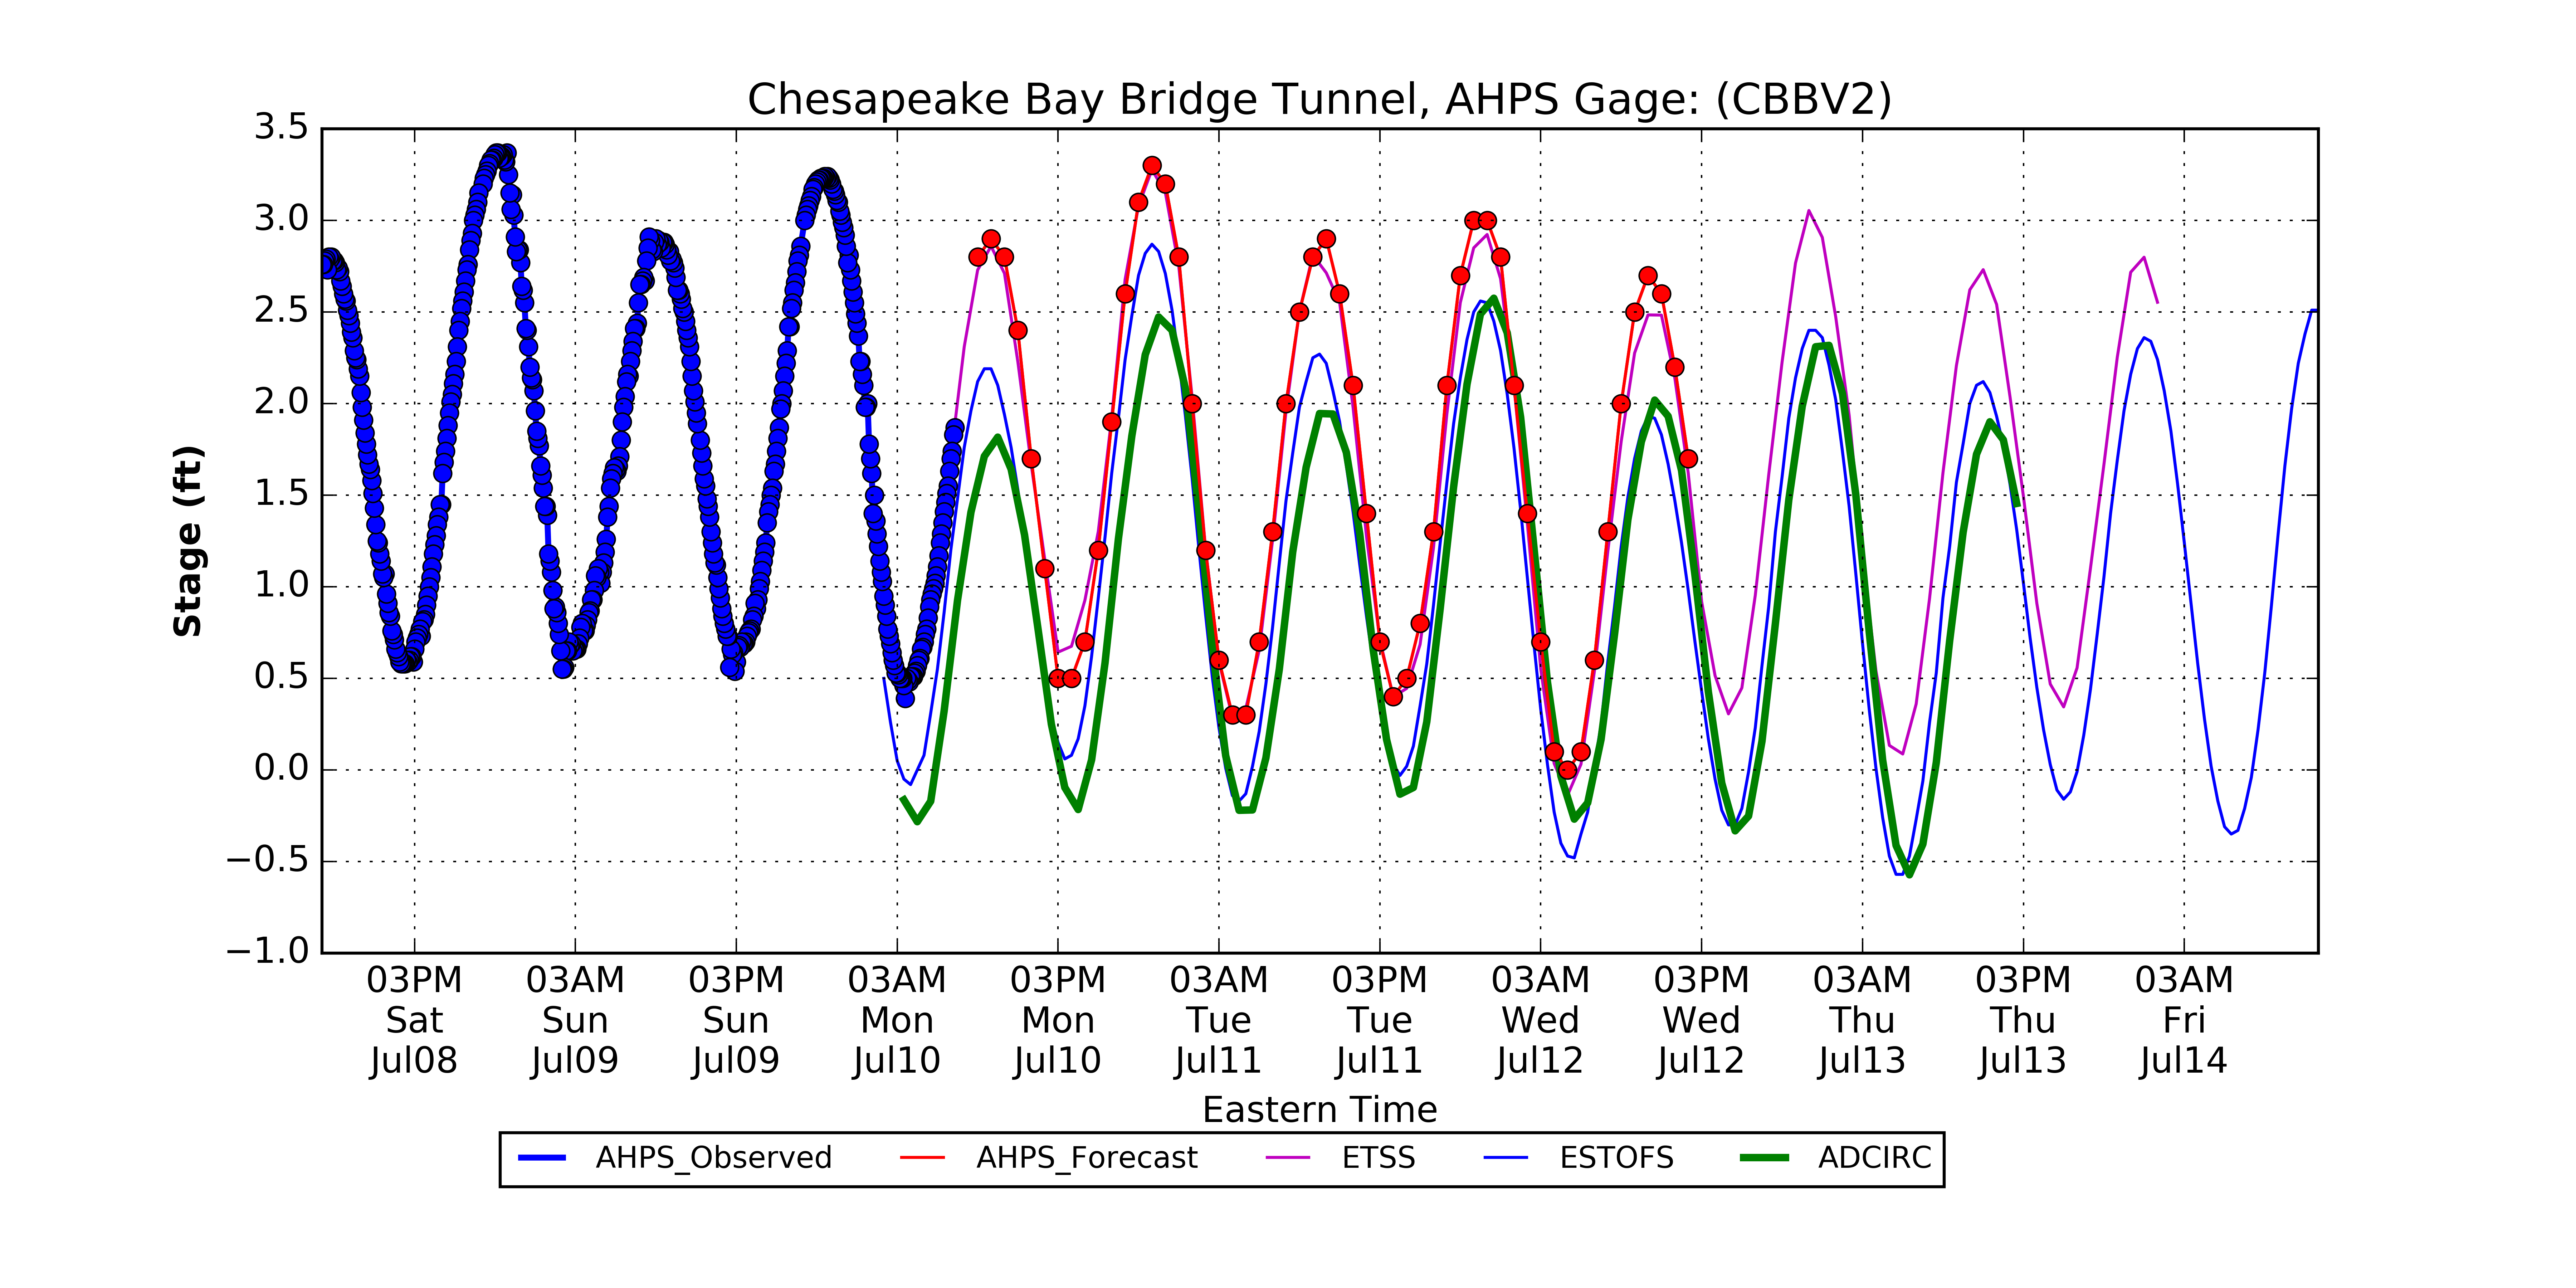 Chesapeake Bay Bridge Tunnel, AHPS Gage: (CBBV2)
3.5
3.0
2.5
2.0
1.5
1.0
0.5
0.0
−0.5
−1.0
Stage (ft)
03PM 03AM 03PM 03AM 03PM 03AM 03PM 03AM 03PM 03AM 03PM 03AM
Sat Sun Sun Mon Mon Tue Tue Wed Wed Thu Thu Fri
Jul08 Jul09 Jul09 Jul10 Jul10 Jul11 Jul11 Jul12 Jul12 Jul13 Jul13 Jul14
Eastern Time
AHPS_Observed AHPS_Forecast ETSS ESTOFS ADCIRC